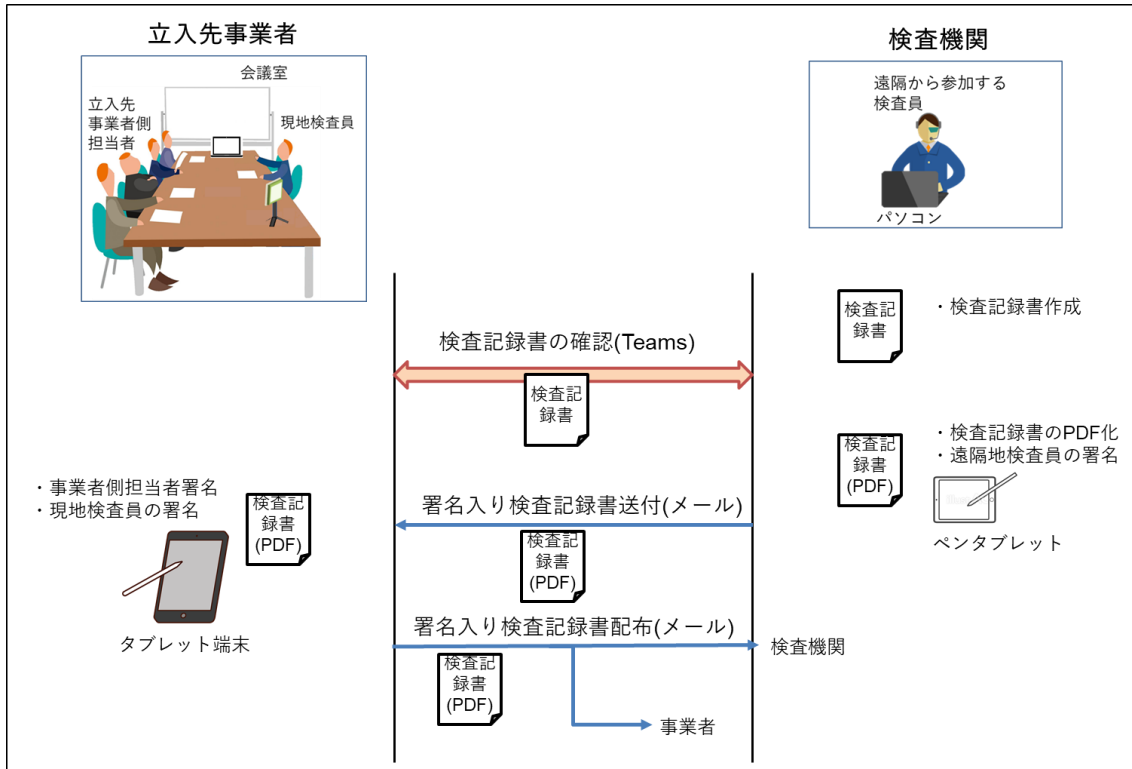 立入先事業者
会議室
立入先
事業者側
担当者
現地検査員
検査機関
遠隔から参加する
検査員
パソコン
検査記
録書
・検査記録書作成
検査記録書の確認(Teams)
検査記
録書
検査記
録書
(PDF)
・検査記録書のPDF化
・遠隔地検査員の署名
ペンタブレット
署名入り検査記録書送付(メール)
検査記
録書
(PDF)
・事業者側担当者署名
・現地検査員の署名
検査記
録書
(PDF)
タブレット端末
署名入り検査記録書配布(メール)
検査記
録書
(PDF)
検査機関
事業者